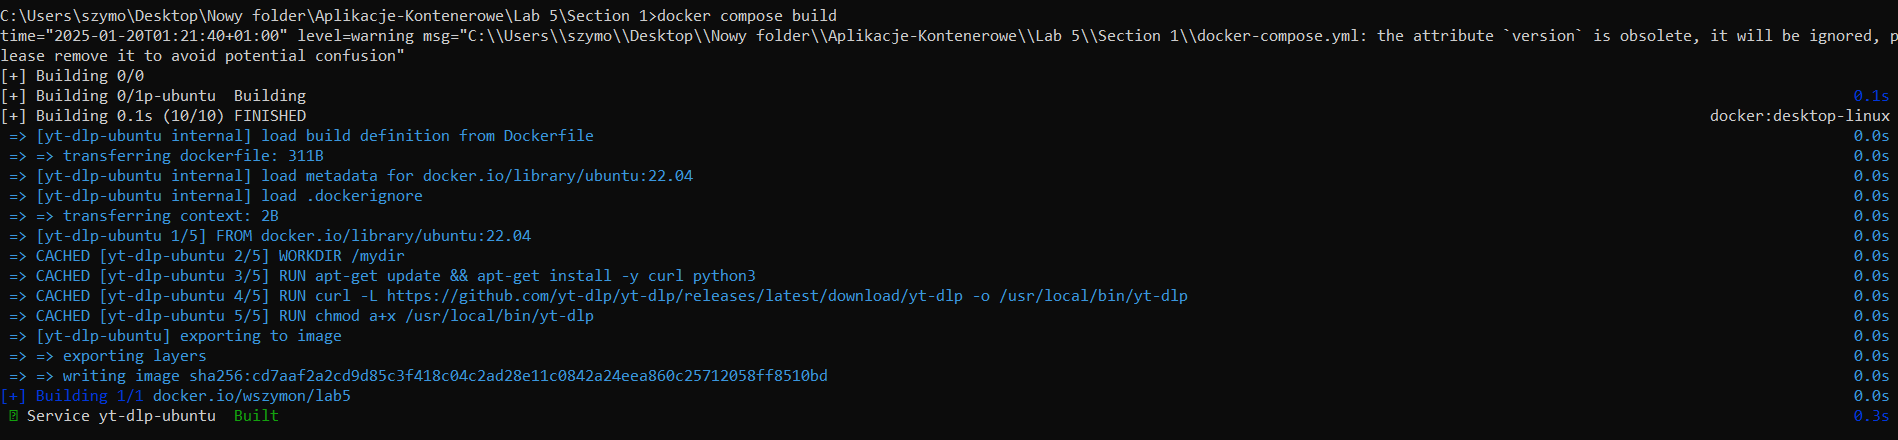 C:\Users\szymo\Desktop\Nowy folder\Aplikacje-Kontenerowe\Lab 5\Section 1>docker compose build
time="2025-01-20T01:21:40+01:00" level=warning msg="C:\\Users\\szymo\\Desktop\\Nowy folder\\Aplikacje-Kontenerowe\\Lab 5\\Section 1\\docker-compose.yml: the attribute `version` is obsolete, it will be ignored, p
lease remove it to avoid potential confusion"
[+] Building 0/0
[+] Building 0/1p-ubuntu  Building 0.1s
[+] Building 0.1s (10/10) FINISHED docker:desktop-linux
=> [yt-dlp-ubuntu internal] load build definition from Dockerfile 0.0s
=> => transferring dockerfile: 311B 0.0s
=> [yt-dlp-ubuntu internal] load metadata for docker.io/library/ubuntu:22.04 0.0s
=> [yt-dlp-ubuntu internal] load .dockerignore 0.0s
=> => transferring context: 2B 0.0s
=> [yt-dlp-ubuntu 1/5] FROM docker.io/library/ubuntu:22.04 0.0s
=> CACHED [yt-dlp-ubuntu 2/5] WORKDIR /mydir 0.0s
=> CACHED [yt-dlp-ubuntu 3/5] RUN apt-get update && apt-get install -y curl python3 0.0s
=> CACHED [yt-dlp-ubuntu 4/5] RUN curl -L https://github.com/yt-dlp/yt-dlp/releases/latest/download/yt-dlp -o /usr/local/bin/yt-dlp 0.0s
=> CACHED [yt-dlp-ubuntu 5/5] RUN chmod a+x /usr/local/bin/yt-dlp 0.0s
=> [yt-dlp-ubuntu] exporting to image 0.0s
=> => exporting layers 0.0s
=> => writing image sha256:cd7aaf2a2cd9d85c3f418c04c2ad28e11c0842a24eea860c25712058ff8510bd 0.0s
[+] Building 1/1 docker.io/wszymon/lab5 0.0s
Service yt-dlp-ubuntu  Built 0.3s